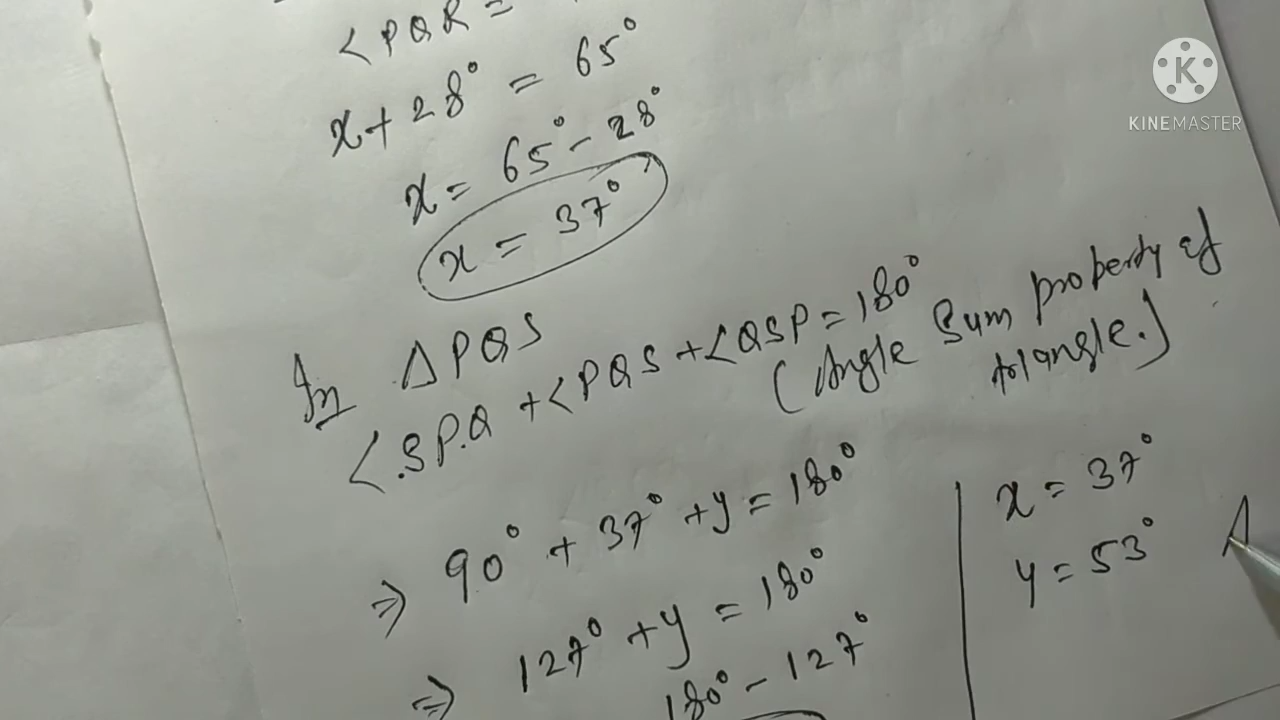 ∠PQR =
x + 28° = 65°
x = 65° - 28°
x = 37°
In ΔPQS
∠SPQ + ∠PQS + ∠QSP = 180°
(Angle Sum property of
triangle.)
⇒ 90° + 37° + y = 180°
⇒ 127° + y = 180°
⇒ 180° - 127°
x = 37°
y = 53°
A
KINEMASTER